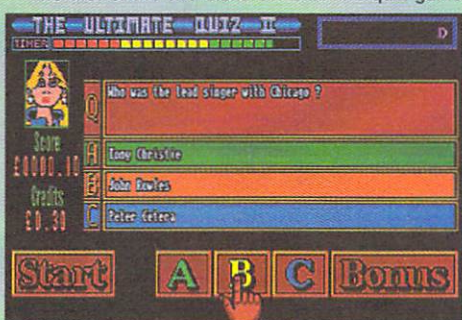 THE ULTIMATE QUIZ II
D
TIMER
Q Who was the lead singer with Chicago ?
Score
£0000.10
A Tony Christie
Credits
£0.30
B John Rowles
C Peter Cetera
Start A B C Bonus